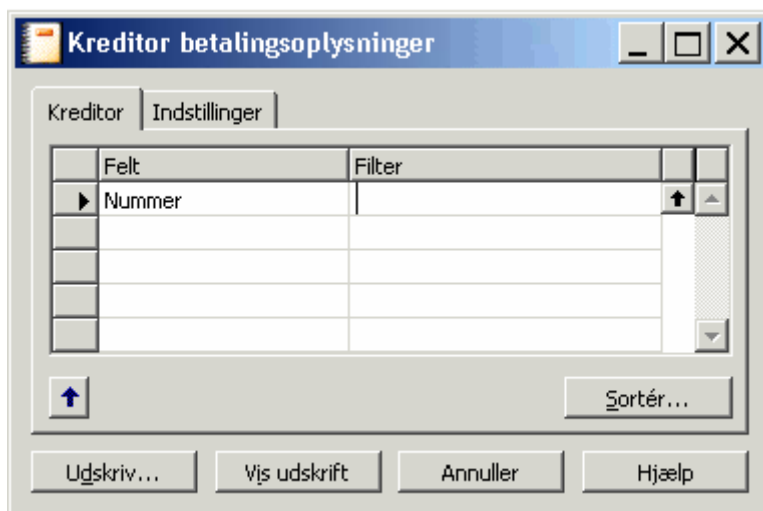 Kreditor betalingsoplysninger
Kreditor Indstillinger
Felt Filter
Nummer
Sortér...
Udskriv... Vis udskrift Annuller Hjælp